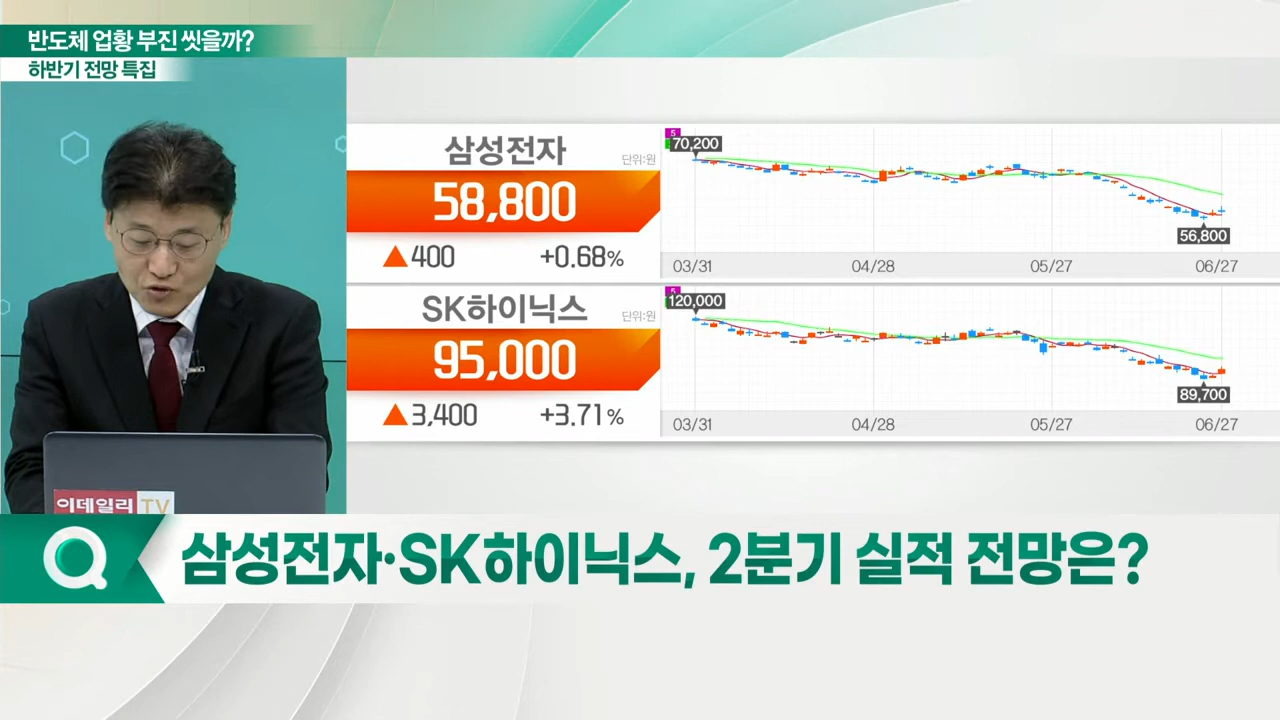 반도체 업황 부진 씻을까?
하반기 전망 특집
삼성전자
단위:원
58,800
▲400 +0.68%
5
70,200
56,800
03/31 04/28 05/27 06/27
SK하이닉스
단위:원
95,000
▲3,400 +3.71%
5
120,000
89,700
03/31 04/28 05/27 06/27
이데일리TV
Q 삼성전자·SK하이닉스, 2분기 실적 전망은?